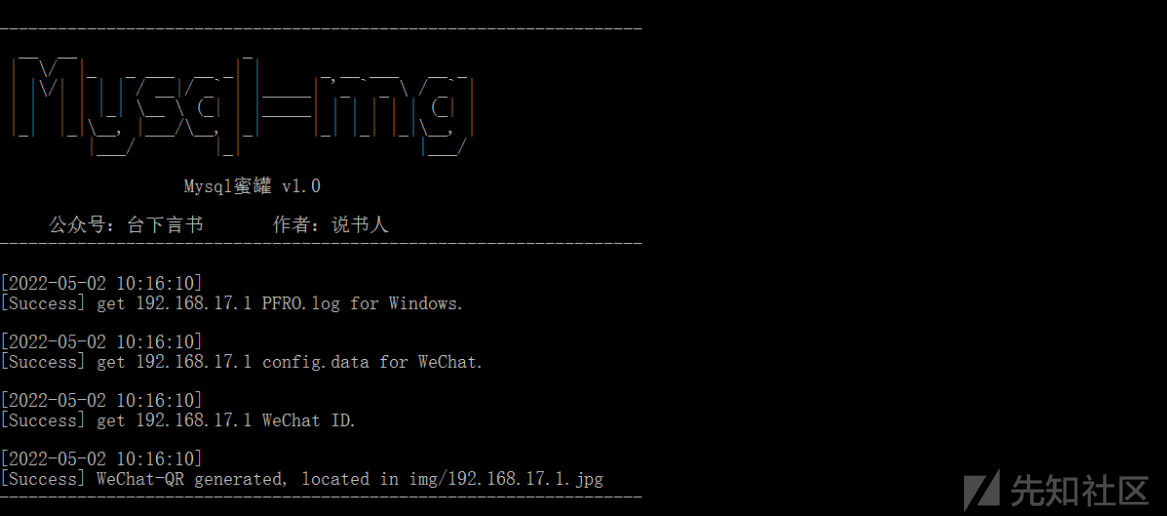 Mysql-mg
Mysql蜜罐 v1.0
公众号: 台下言书 作者: 说书人
[2022-05-02 10:16:10]
[Success] get 192.168.17.1 PFRO.log for Windows.
[2022-05-02 10:16:10]
[Success] get 192.168.17.1 config.data for WeChat.
[2022-05-02 10:16:10]
[Success] get 192.168.17.1 WeChat ID.
[2022-05-02 10:16:10]
[Success] WeChat-QR generated, located in img/192.168.17.1.jpg
先知社区